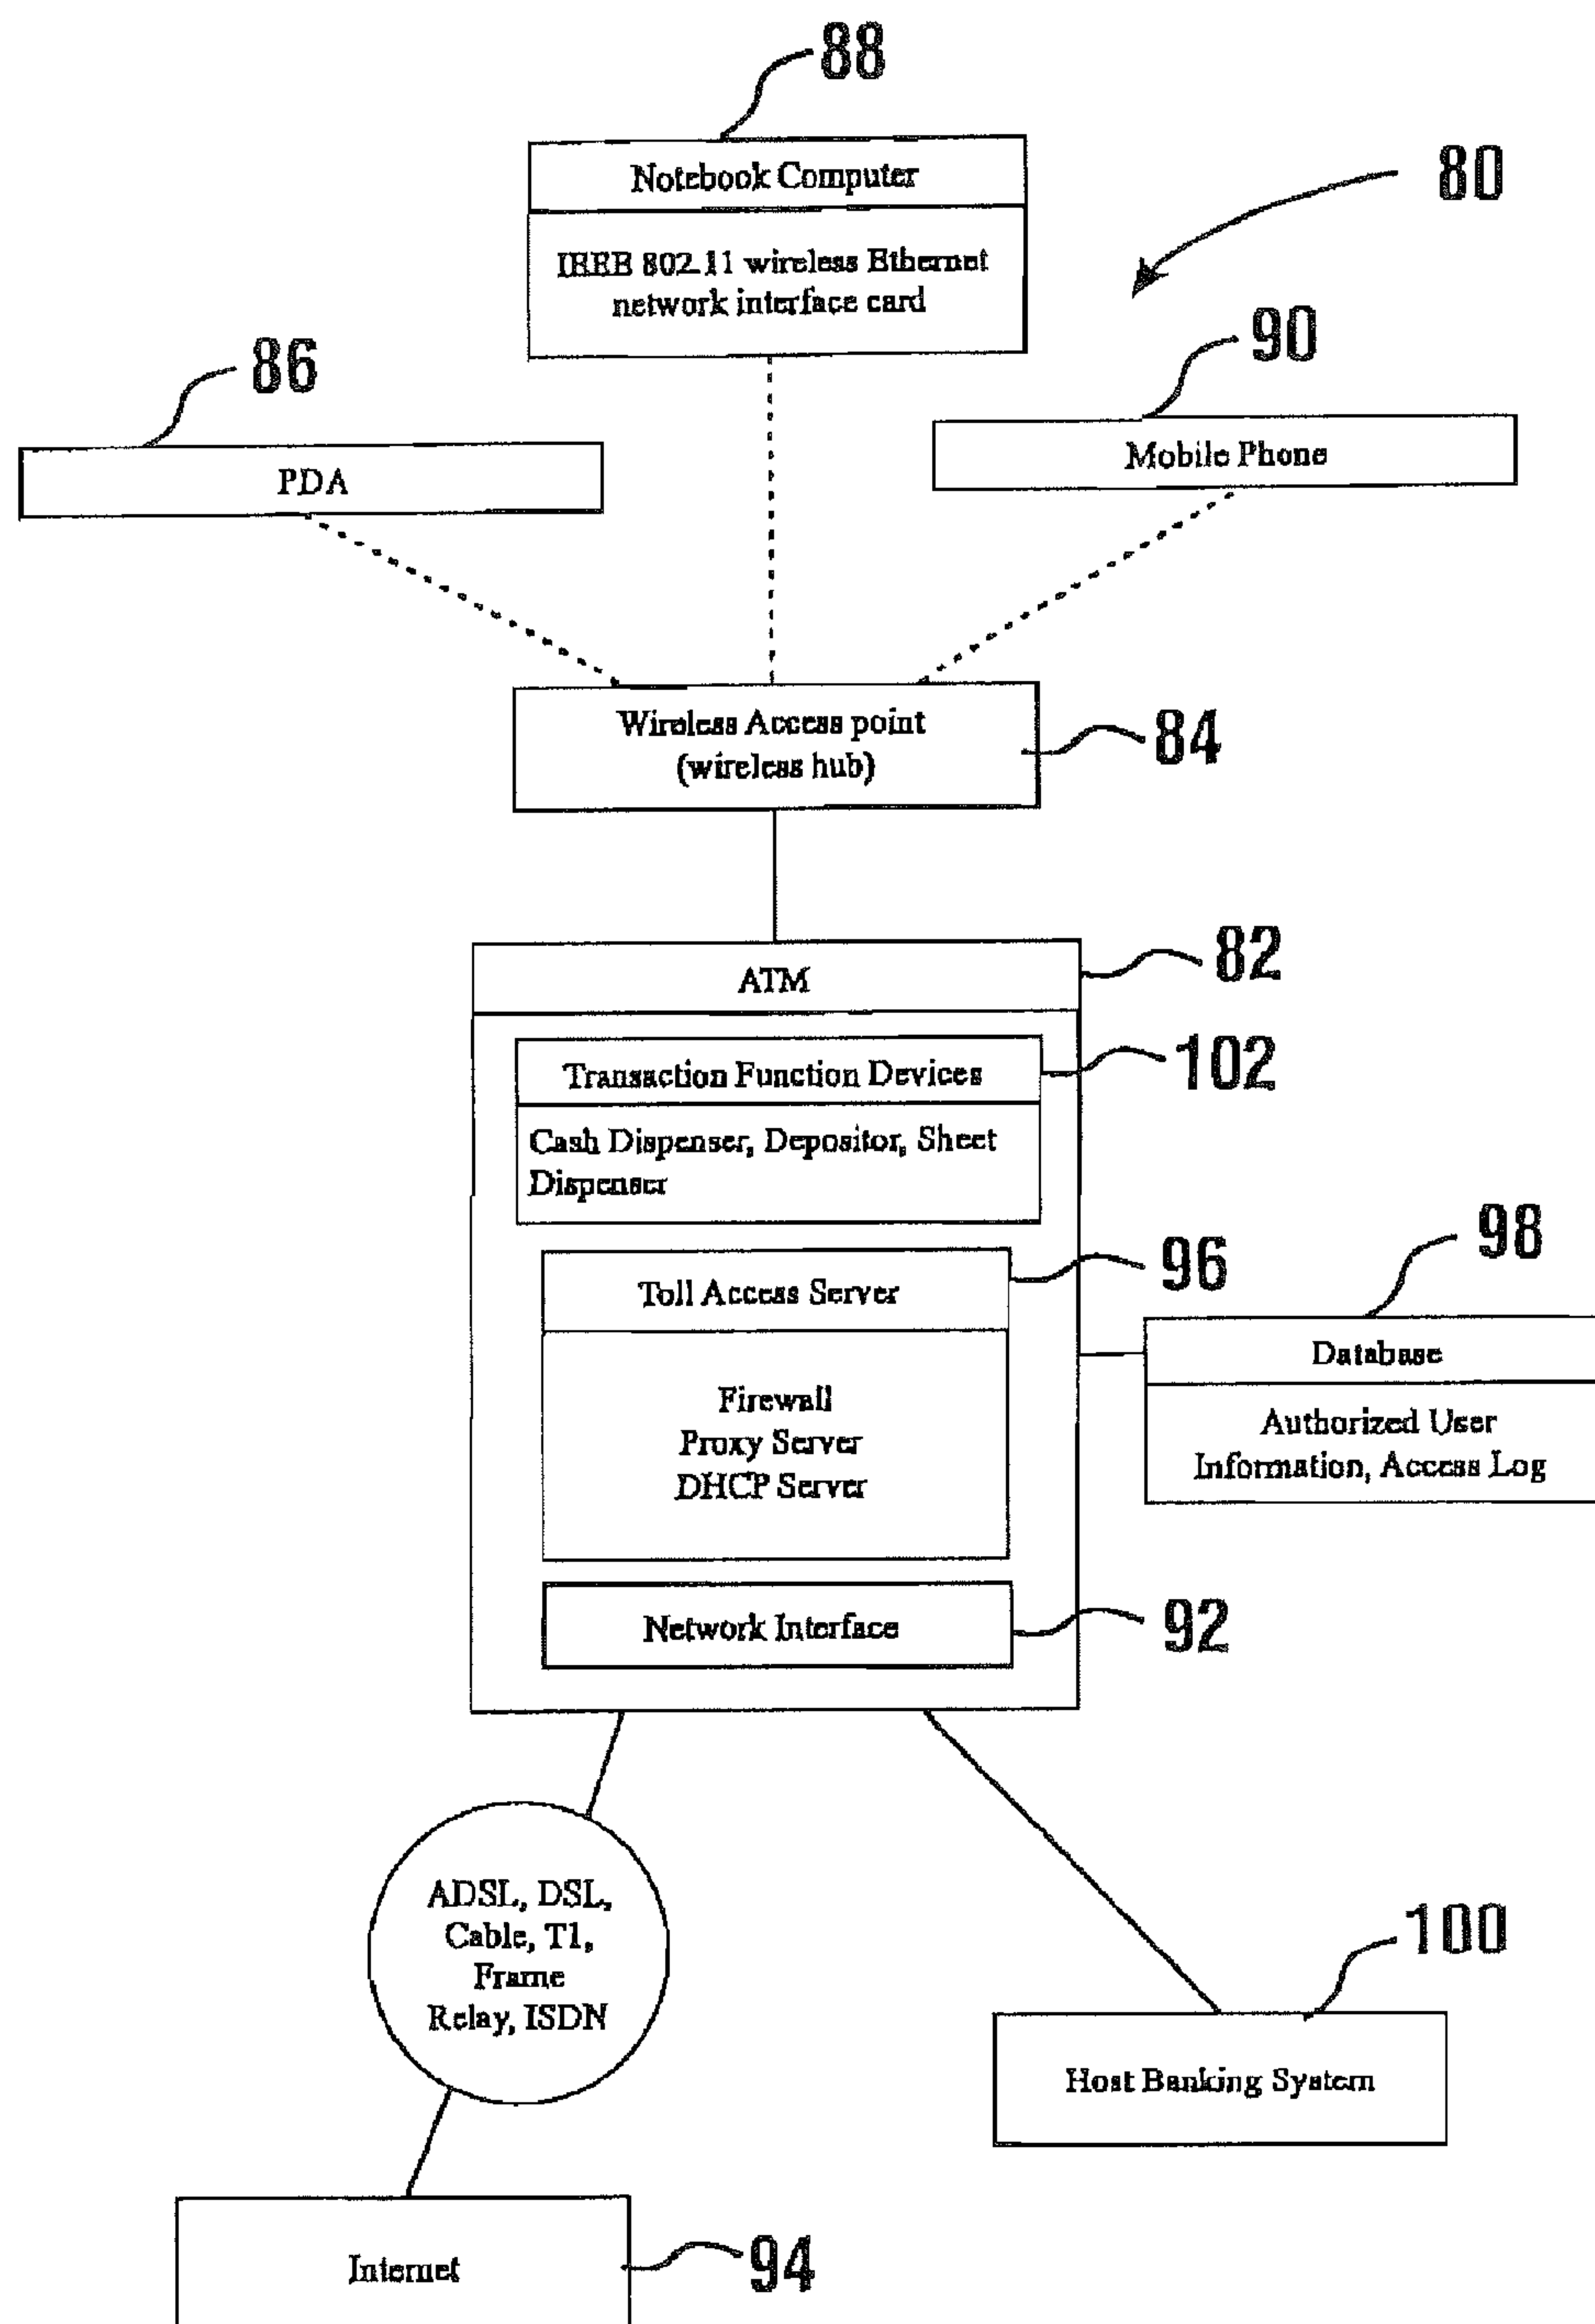 88
Notebook Computer
80
IEEE 802.11 wireless Ethernet
network interface card
90
86
Mobile Phone
PDA
Wireless Access point
(wireless hub)
84
82
ATM
102
Transaction Function Devices
Cash Dispenser, Depositor, Sheet
Dispenser
98
96
Toll Access Server
Database
Firewall
Proxy Server
DHCP Server
Authorized User
Information, Access Log
92
Network Interface
ADSL, DSL,
Cable, T1,
Frame
Relay, ISDN
100
Host Banking System
Internet
94